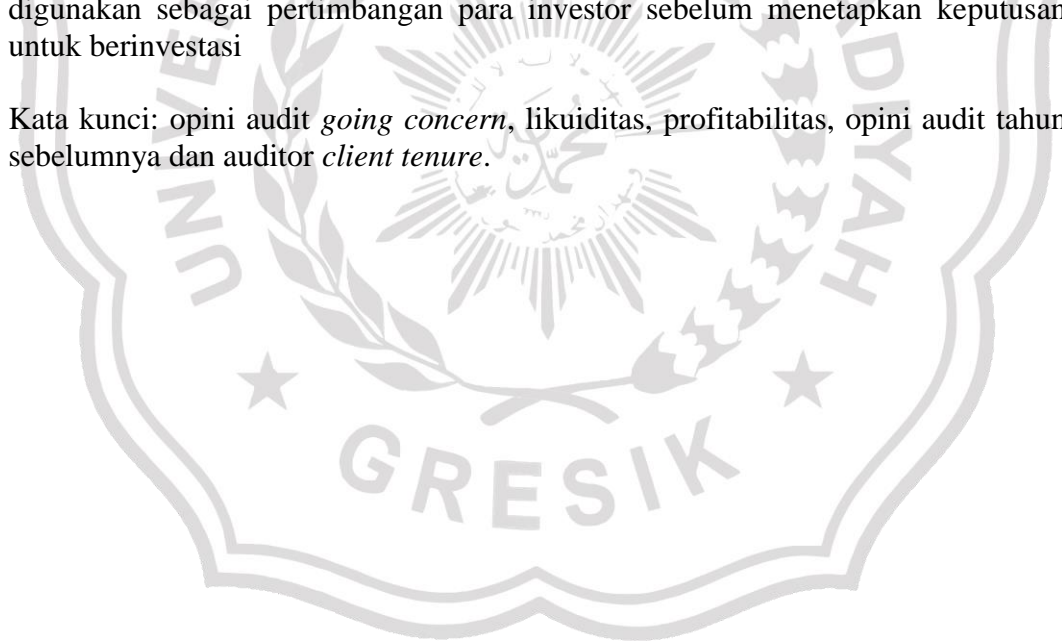 digunakan sebagai pertimbangan para investor sebelum menetapkan keputusan
untuk berinvestasi
Kata kunci: opini audit going concern, likuiditas, profitabilitas, opini audit tahun
sebelumnya dan auditor client tenure.
GRESIK